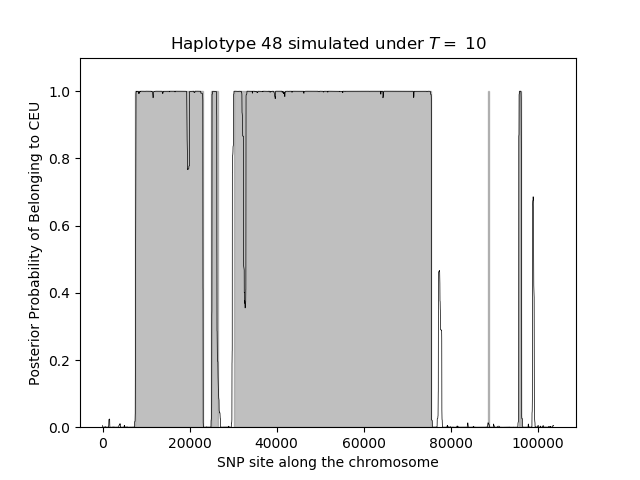 Haplotype 48 simulated under T = 10
Posterior Probability of Belonging to CEU
1.0
0.8
0.6
0.4
0.2
0.0
0 20000 40000 60000 80000 100000
SNP site along the chromosome